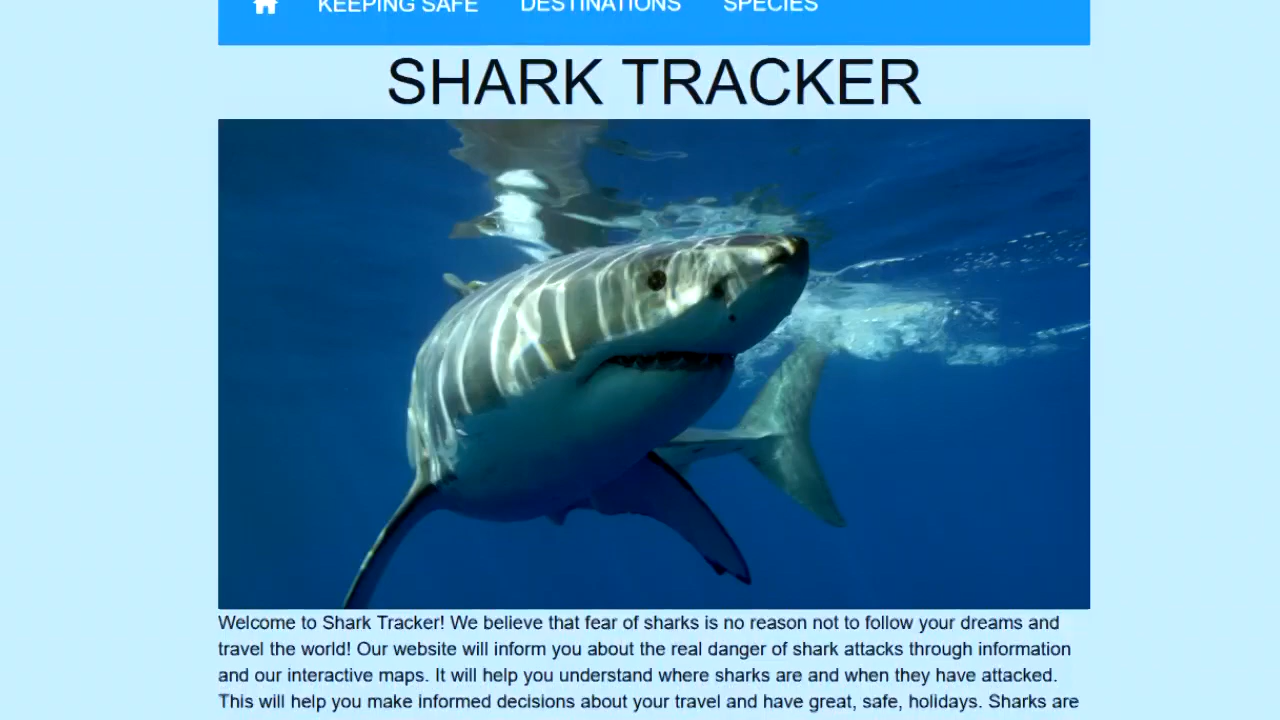 KEEPING SAFE DESTINATIONS SPECIES
SHARK TRACKER
Welcome to Shark Tracker! We believe that fear of sharks is no reason not to follow your dreams and
travel the world! Our website will inform you about the real danger of shark attacks through information
and our interactive maps. It will help you understand where sharks are and when they have attacked.
This will help you make informed decisions about your travel and have great, safe, holidays. Sharks are